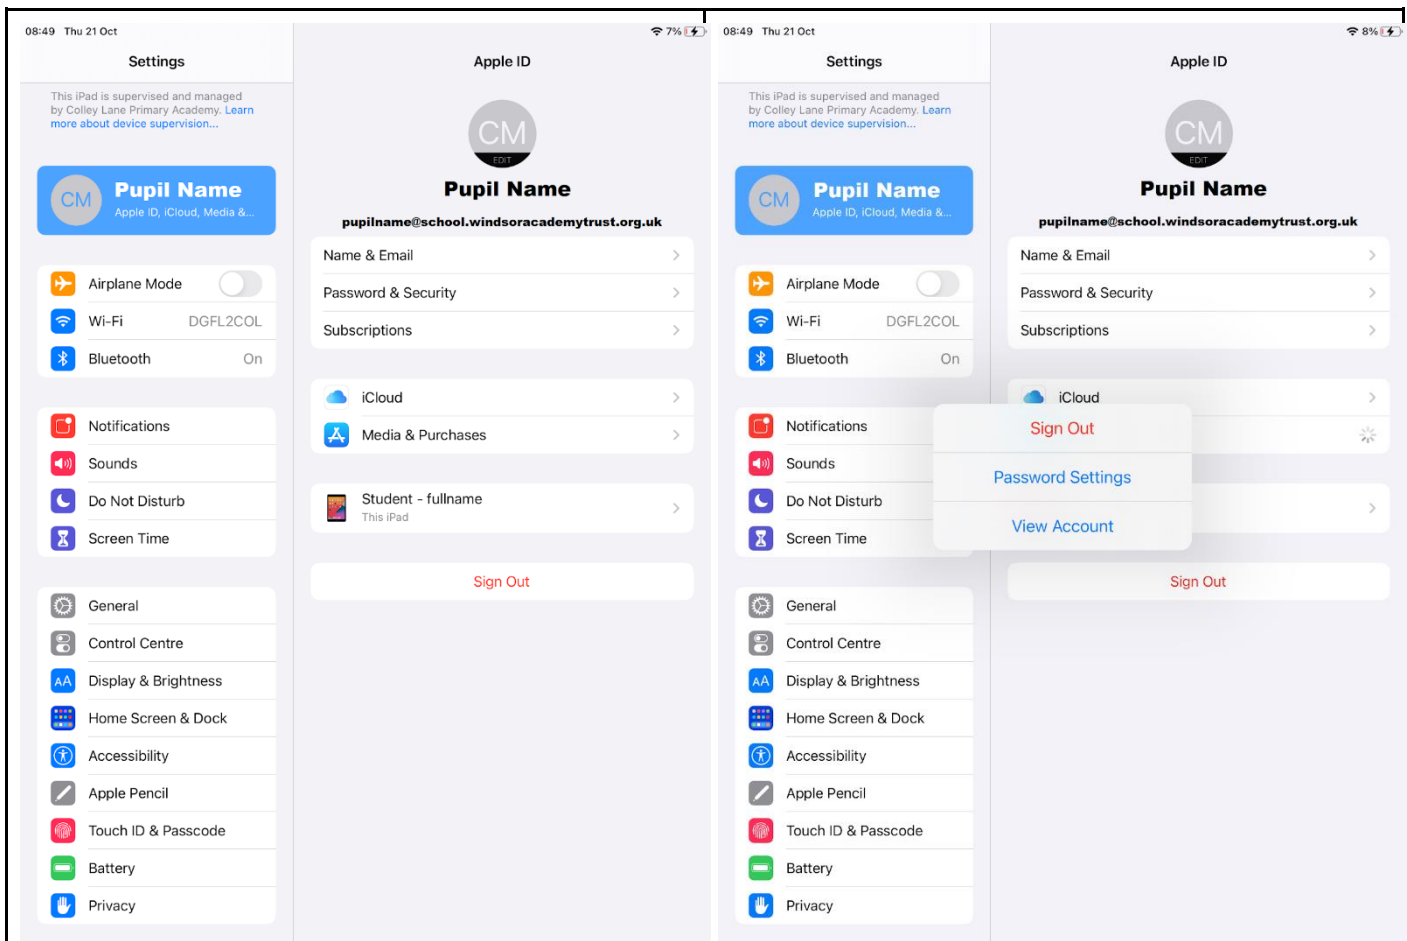 08:49 Thu 21 Oct
7%
Settings
This iPad is supervised and managed
by Colley Lane Primary Academy. Learn
more about device supervision...
CM
Pupil Name
Apple ID, iCloud, Media &...
Airplane Mode
Wi-Fi DGFL2COL
Bluetooth On
Notifications
Sounds
Do Not Disturb
Screen Time
General
Control Centre
AA Display & Brightness
Home Screen & Dock
Accessibility
Apple Pencil
Touch ID & Passcode
Battery
Privacy
Apple ID
CM
EDIT
Pupil Name
pupilname@school.windsoracademytrust.org.uk
Name & Email
Password & Security
Subscriptions
iCloud
Media & Purchases
Student - fullname
This iPad
Sign Out
08:49 Thu 21 Oct
8%
Settings
This iPad is supervised and managed
by Colley Lane Primary Academy. Learn
more about device supervision...
CM
Pupil Name
Apple ID, iCloud, Media &...
Airplane Mode
Wi-Fi DGFL2COL
Bluetooth On
Notifications
Sounds
Do Not Disturb
Screen Time
General
Control Centre
AA Display & Brightness
Home Screen & Dock
Accessibility
Apple Pencil
Touch ID & Passcode
Battery
Privacy
Apple ID
CM
EDIT
Pupil Name
pupilname@school.windsoracademytrust.org.uk
Name & Email
Password & Security
Subscriptions
iCloud
Sign Out
Password Settings
View Account
Sign Out